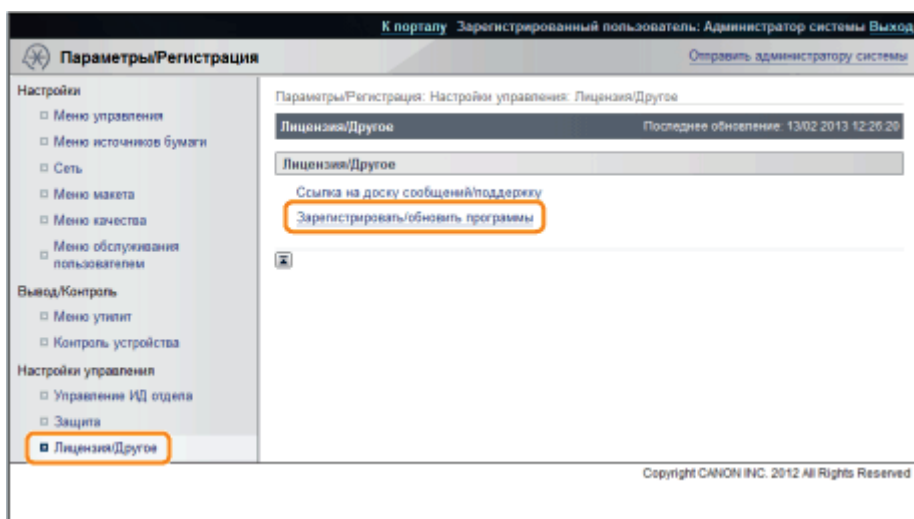 К порталу Зарегистрированный пользователь: Администратор системы Выход
Параметры/Регистрация
Отправить администратору системы
Настройки
Меню управления
Меню источников бумаги
Сеть
Меню макета
Меню качества
Меню обслуживания
пользователем
Вывод/Контроль
Меню утилит
Контроль устройства
Настройки управления
Управление ИД отдела
Защита
Лицензия/Другое
Параметры/Регистрация: Настройки управления: Лицензия/Другое
Лицензия/Другое Последнее обновление: 13/02 2013 12:26:20
Лицензия/Другое
Ссылка на доску сообщений/поддержку
Зарегистрировать/обновить программы
Copyright CANON INC. 2012 All Rights Reserved